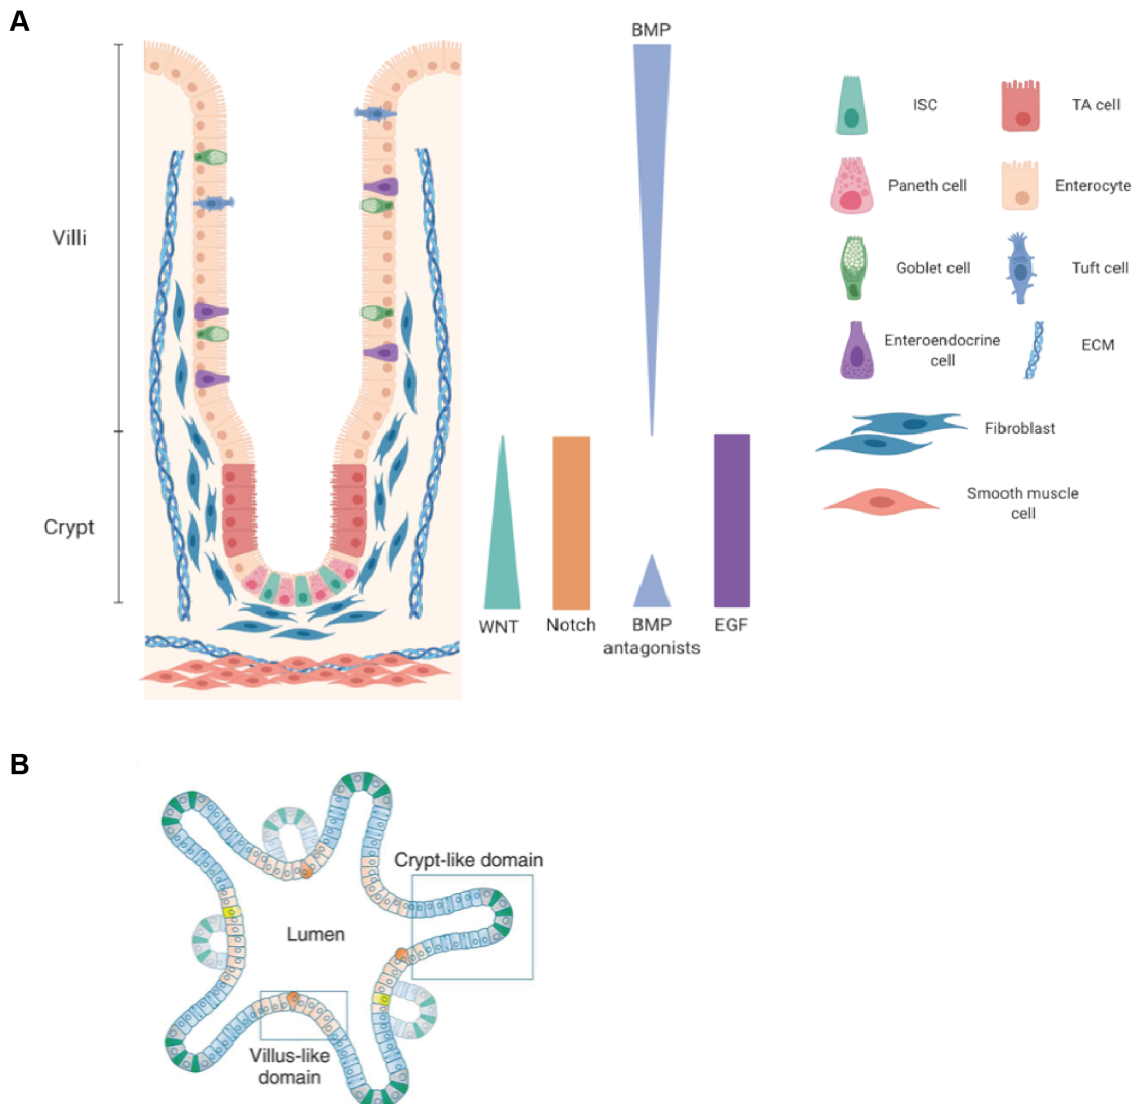 A
BMP
ISC
TA cell
Paneth cell
Enterocyte
Villi
Goblet cell
Tuft cell
Enteroendocrine
cell
ECM
Fibroblast
Crypt
Smooth muscle
cell
WNT
Notch
BMP
antagonists
EGF
B
Crypt-like domain
Lumen
Villus-like
domain